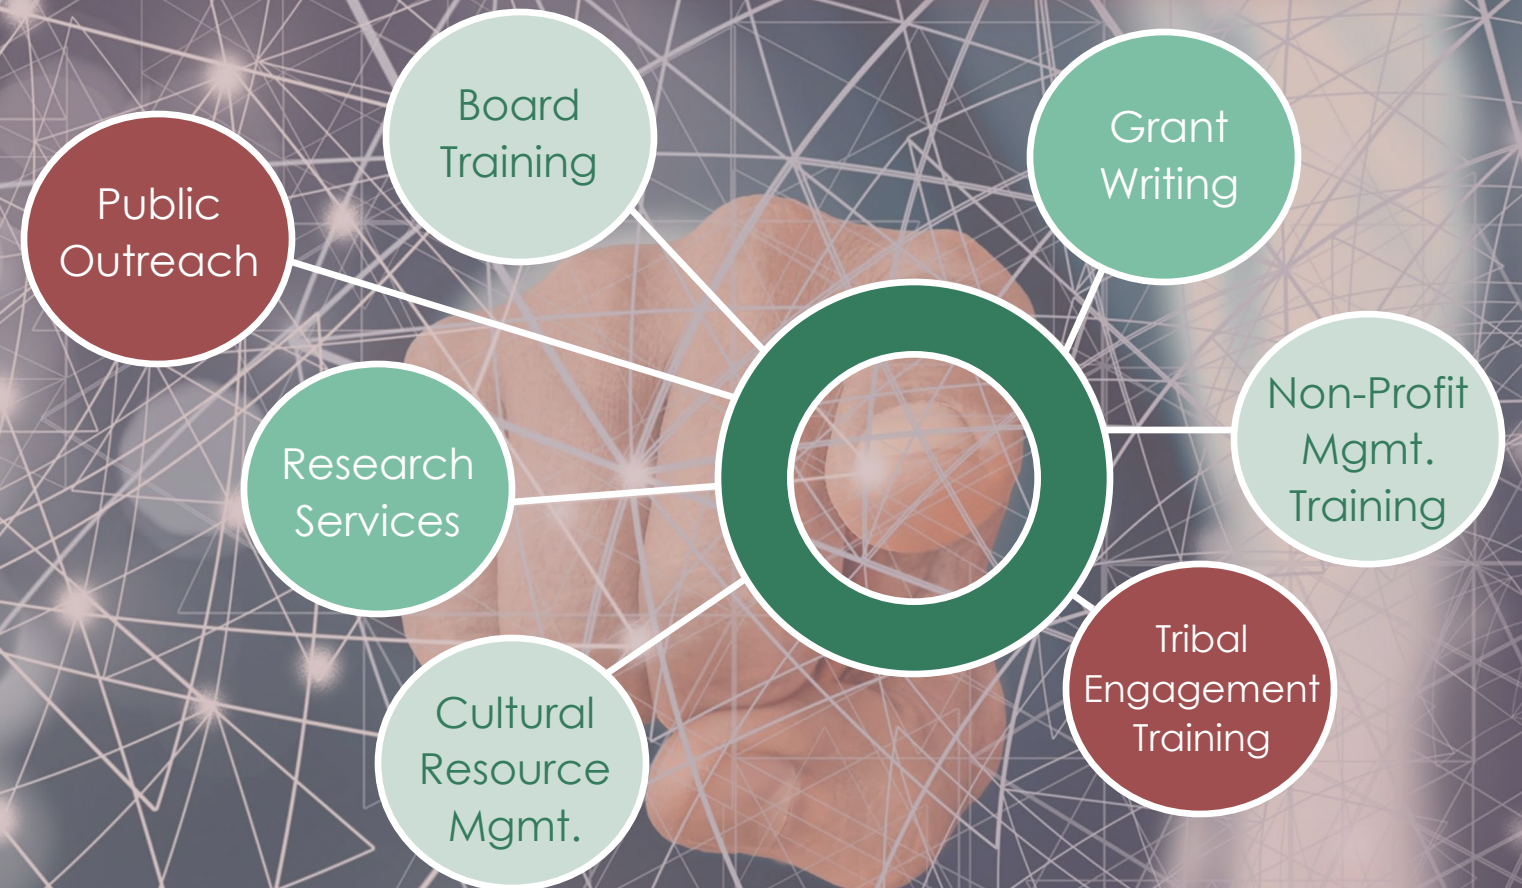 Board
Training
Grant
Writing
Public
Outreach
Non-Profit
Mgmt.
Training
Research
Services
Tribal
Engagement
Training
Cultural
Resource
Mgmt.